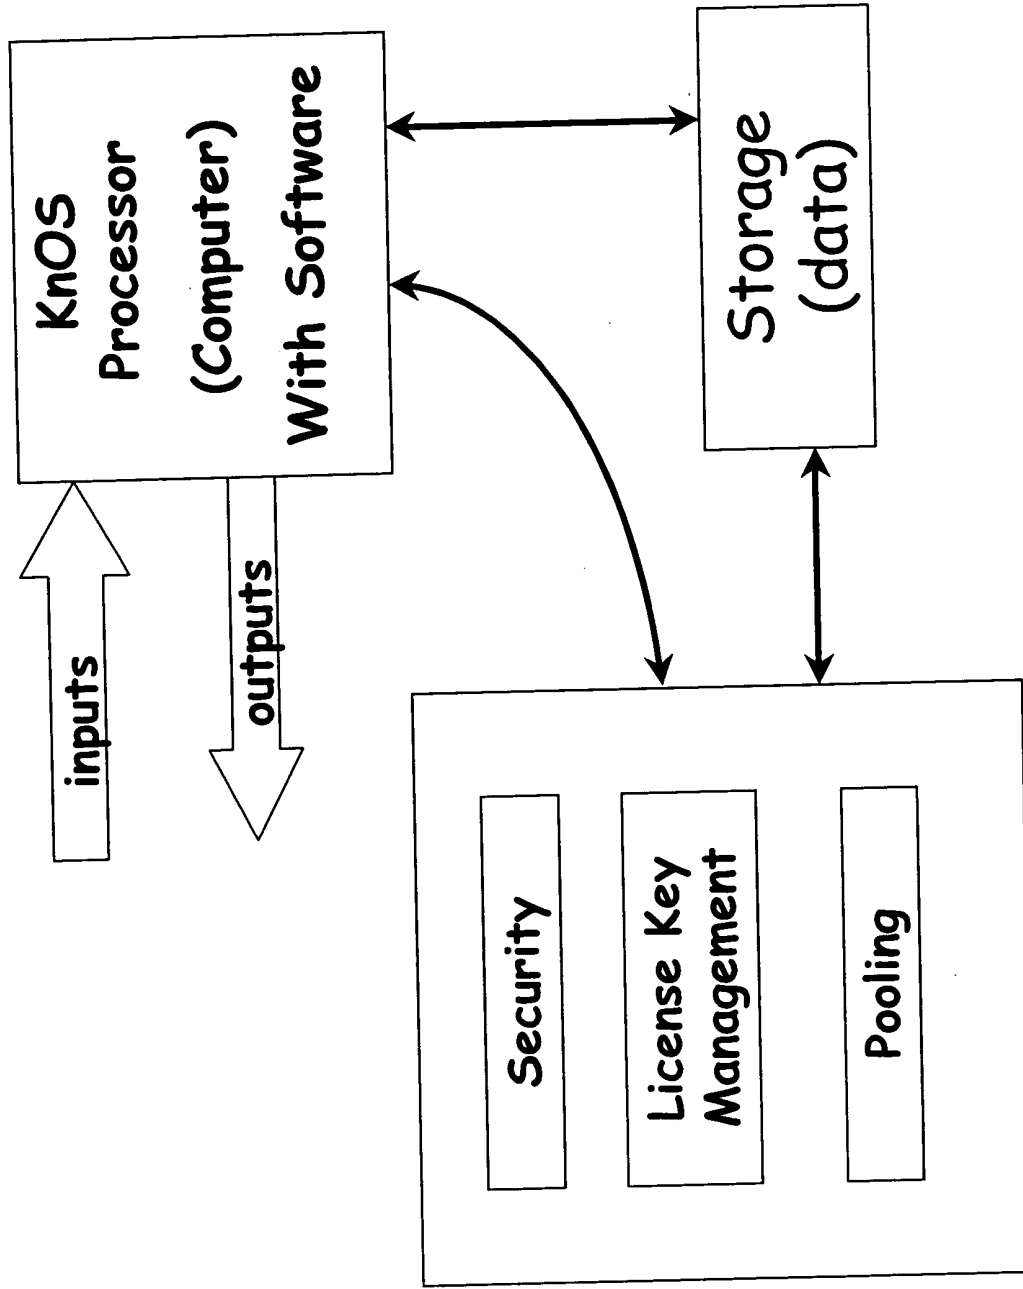 inputs
outputs
KnOS
Processor
(Computer)
With Software
Security
License Key
Management
Pooling
Storage
(data)